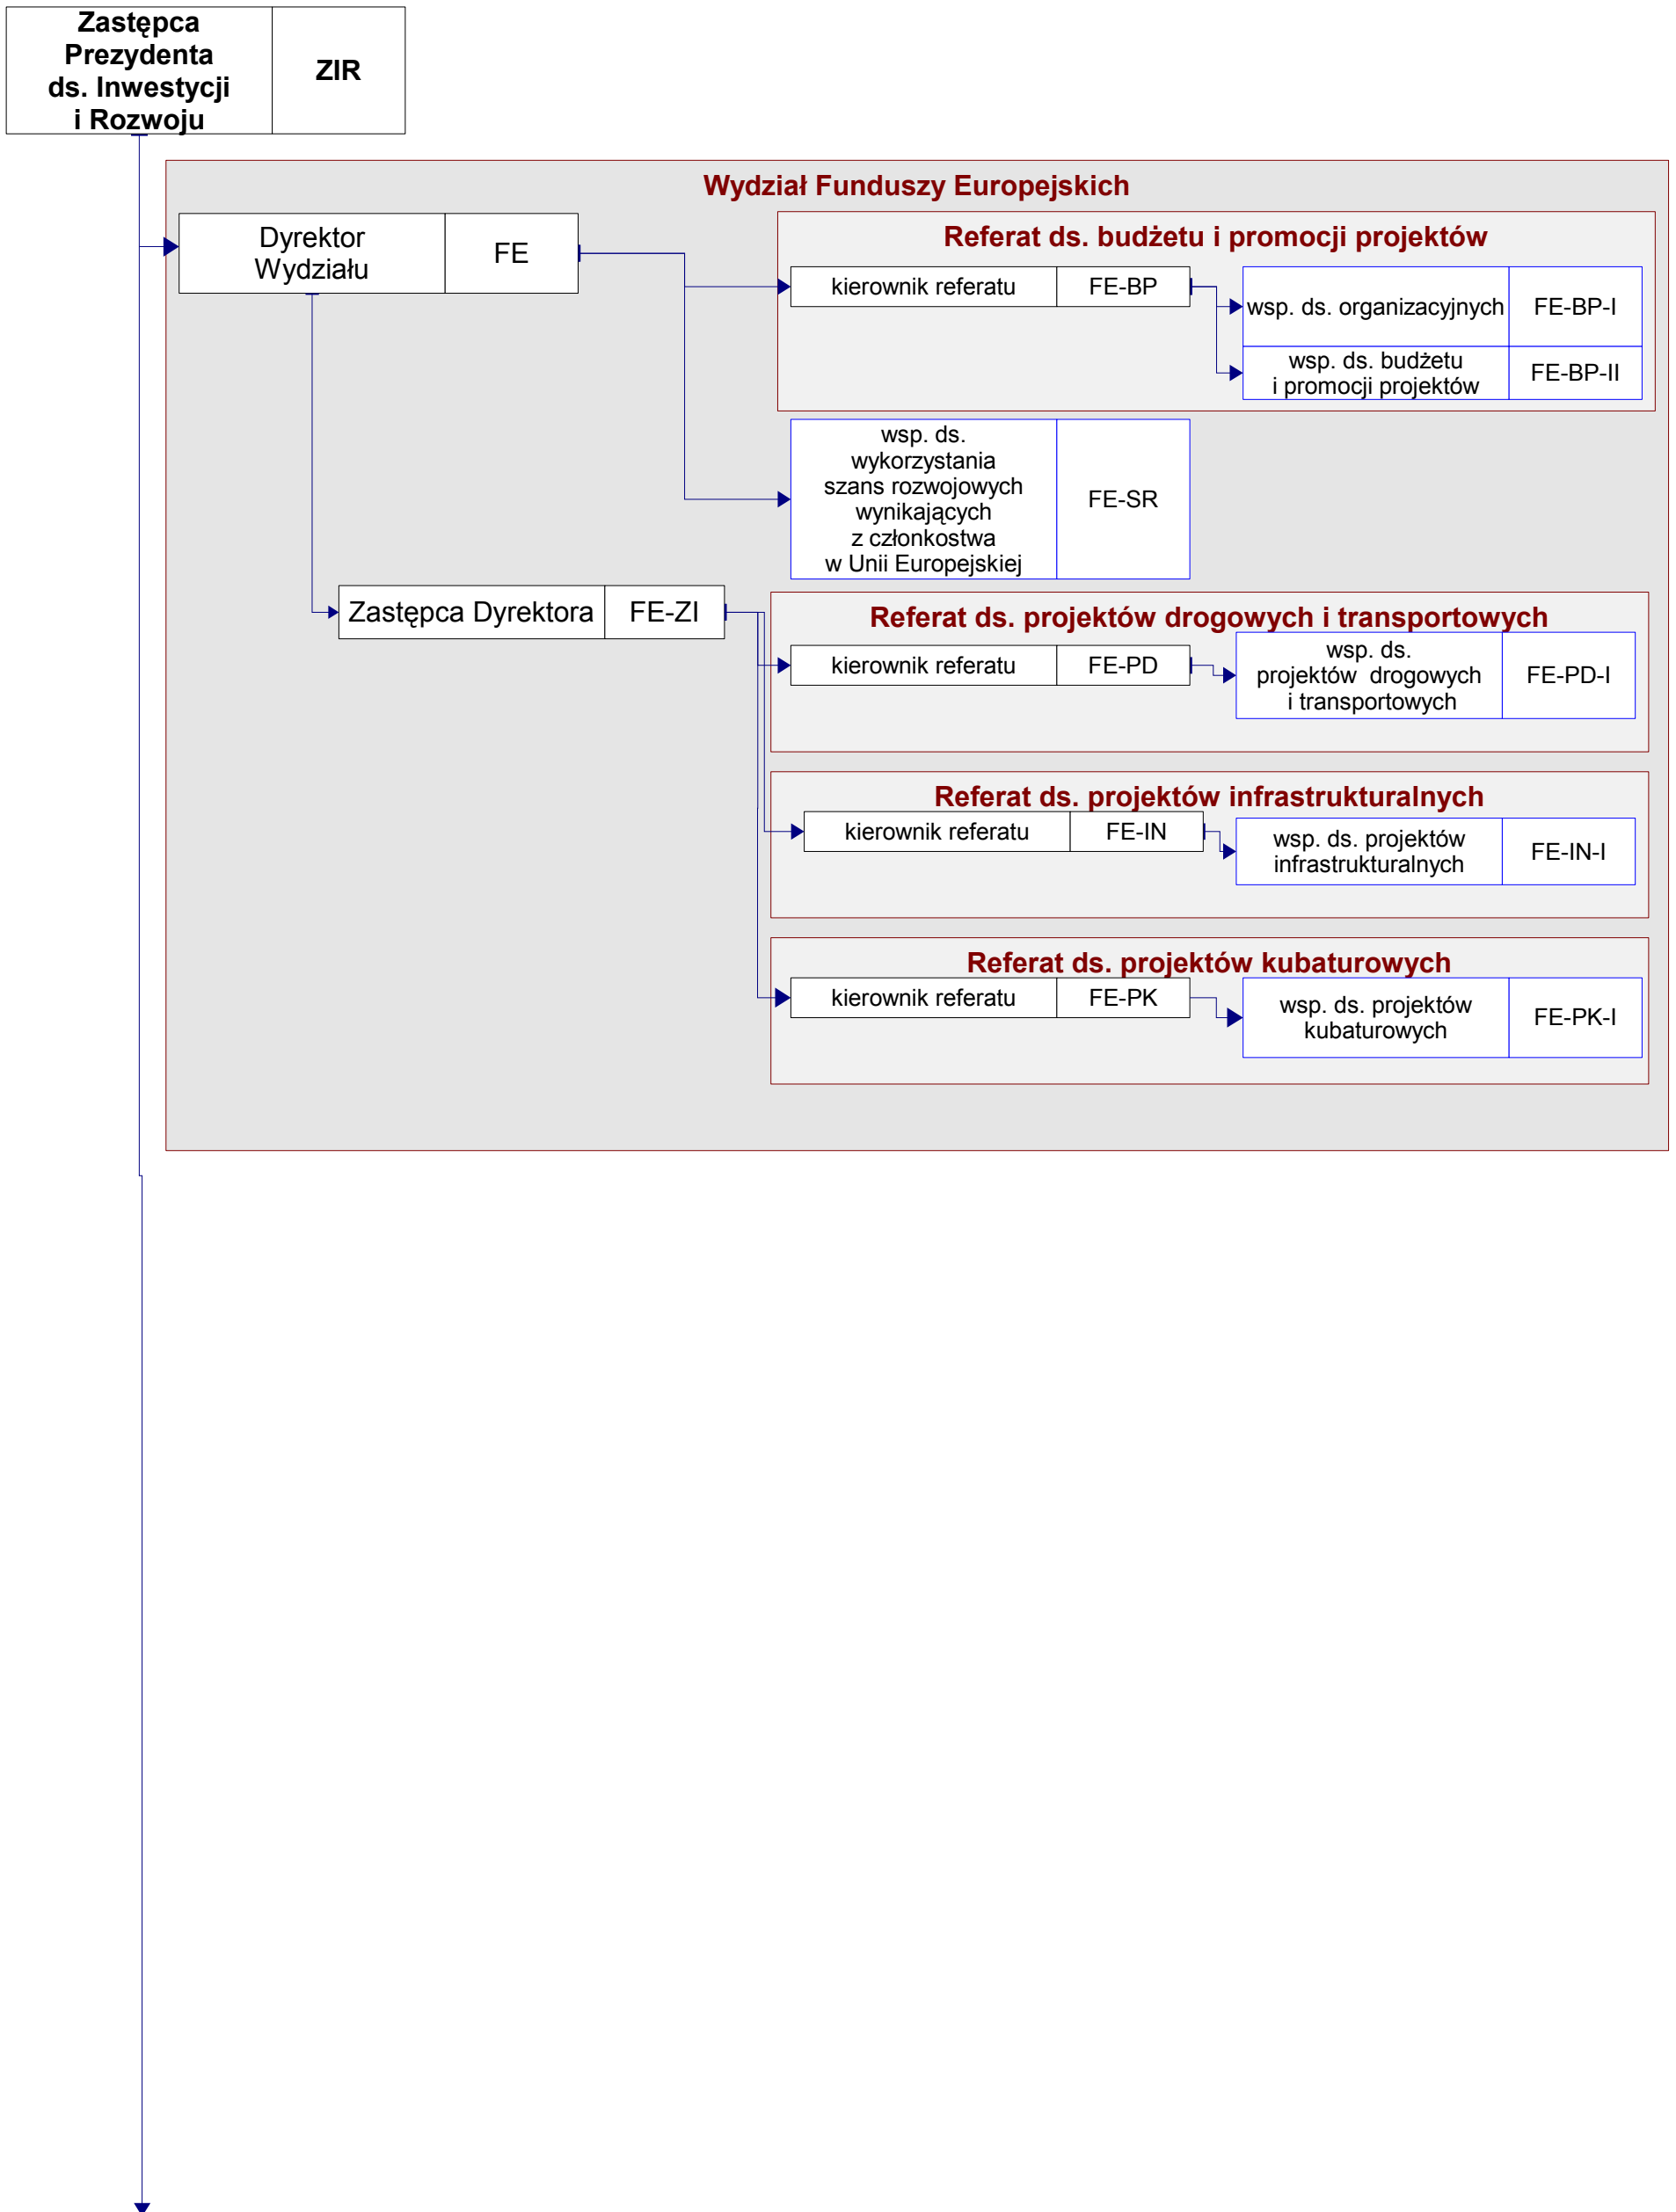 Zastępca
Prezydenta
ds. Inwestycji
i Rozwoju
ZIR
Wydział Funduszy Europejskich
Dyrektor
Wydziału
FE
Referat ds. budżetu i promocji projektów
kierownik referatu
FE-BP
wsp. ds. organizacyjnych
FE-BP-I
wsp. ds. budżetu
i promocji projektów
FE-BP-II
wsp. ds.
wykorzystania
szans rozwojowych
wynikających
z członkostwa
w Unii Europejskiej
FE-SR
Zastępca Dyrektora
FE-ZI
Referat ds. projektów drogowych i transportowych
kierownik referatu
FE-PD
wsp. ds.
projektów drogowych
i transportowych
FE-PD-I
Referat ds. projektów infrastrukturalnych
kierownik referatu
FE-IN
wsp. ds. projektów
infrastrukturalnych
FE-IN-I
Referat ds. projektów kubaturowych
kierownik referatu
FE-PK
wsp. ds. projektów
kubaturowych
FE-PK-I